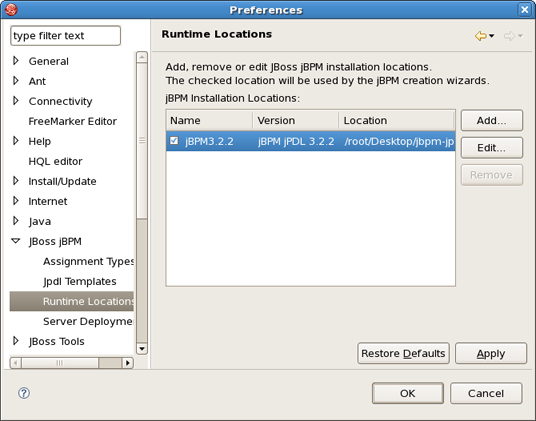 Preferences
type filter text
General
Ant
Connectivity
FreeMarker Editor
Help
HQL editor
Install/Update
Internet
Java
JBoss jBPM
Assignment Types
Jpdl Templates
Runtime Locations
Server Deployme
JBoss Tools
Runtime Locations
Add, remove or edit JBoss jBPM installation locations.
The checked location will be used by the jBPM creation wizards.
jBPM Installation Locations:
Name Version Location
jBPM3.2.2 jBPM jPDL 3.2.2 /root/Desktop/jbpm-jp
Add...
Edit...
Remove
Restore Defaults Apply
OK Cancel